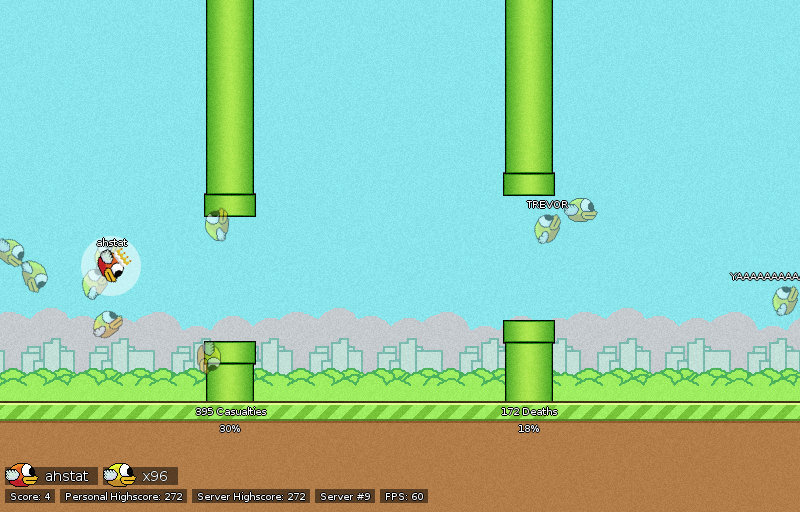 TREVOR
ahstat
YAAAAAAAAA
395 Casualties
172 Deaths
30%
18%
ahstat
x96
Score: 4
Personal Highscore: 272
Server Highscore: 272
Server #9
FPS: 60